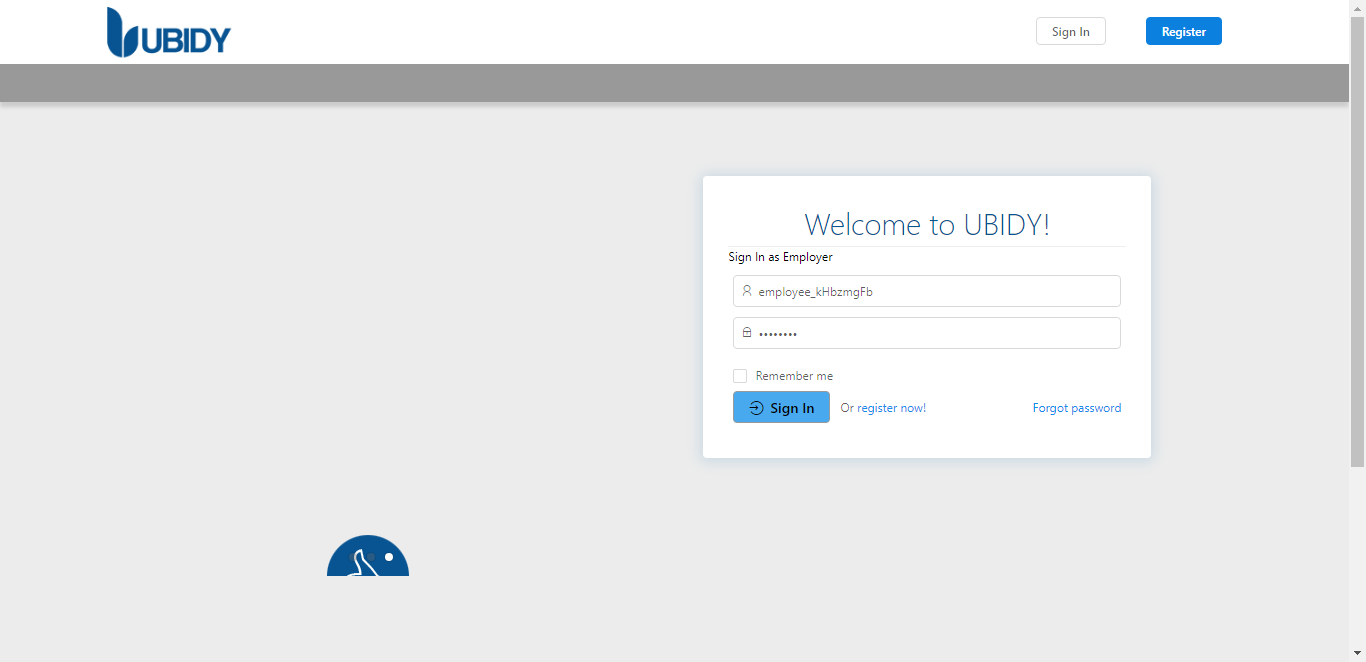 UBIDY
Sign In
Register
Welcome to UBIDY!
Sign In as Employer
employee_kHbzmgFb
••••••••
Remember me
Sign In
Or register now!
Forgot password